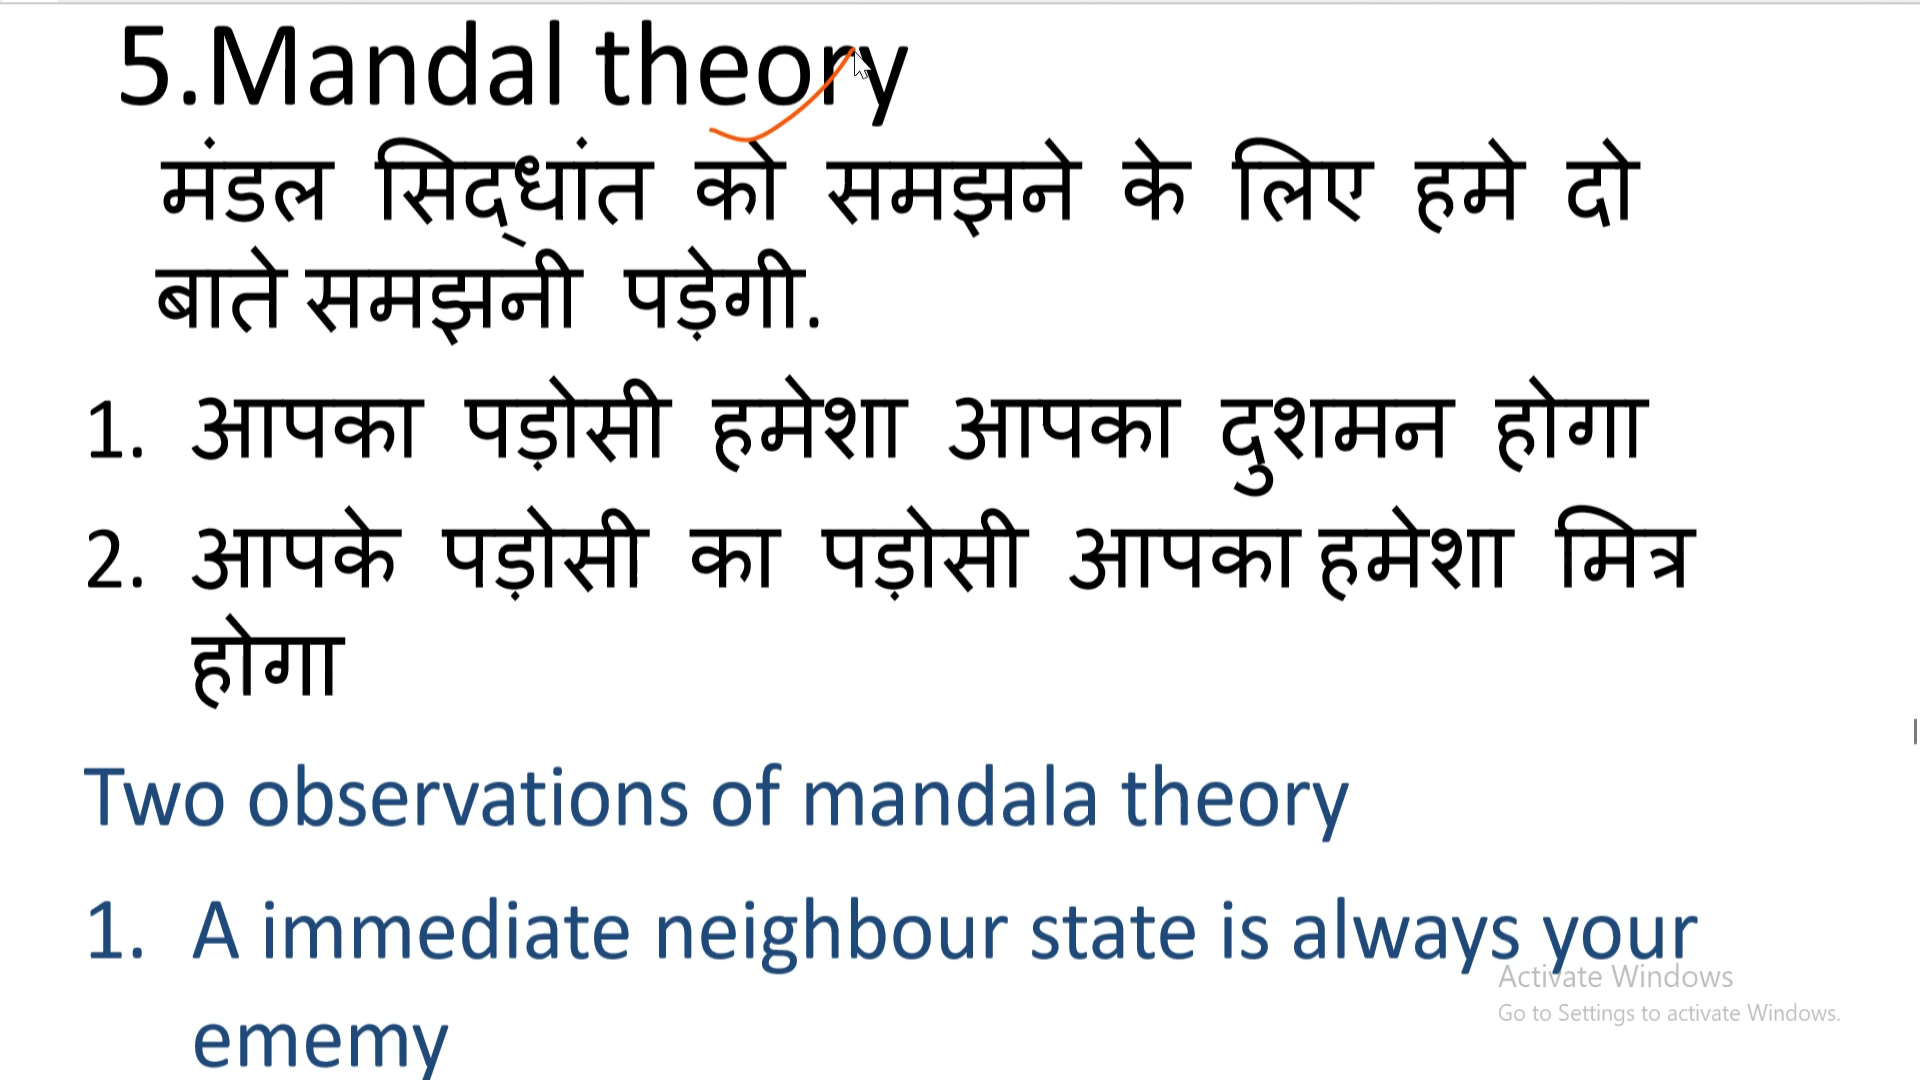 5.Mandal theory
मंडल सिद्धांत को समझने के लिए हमे दो
बाते समझनी पड़ेगी.
1. आपका पड़ोसी हमेशा आपका दुशमन होगा
2. आपके पड़ोसी का पड़ोसी आपका हमेशा मित्र
होगा
Two observations of mandala theory
1. A immediate neighbour state is always your
ememy
Activate Windows
Go to Settings to activate Windows.